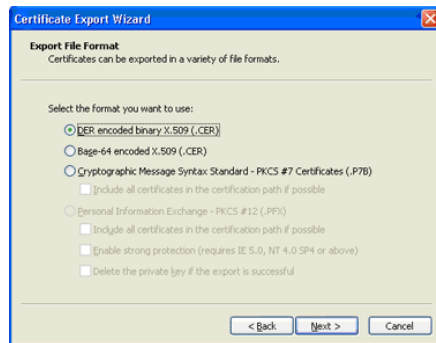 Certificate Export Wizard
Export File Format
Certificates can be exported in a variety of file formats.
Select the format you want to use:
DER encoded binary X.509 (.CER)
Base-64 encoded X.509 (.CER)
Cryptographic Message Syntax Standard - PKCS #7 Certificates (.P7B)
Include all certificates in the certification path if possible
Personal Information Exchange - PKCS #12 (.PFX)
Include all certificates in the certification path if possible
Enable strong protection (requires IE 5.0, NT 4.0 SP4 or above)
Delete the private key if the export is successful
< Back Next > Cancel